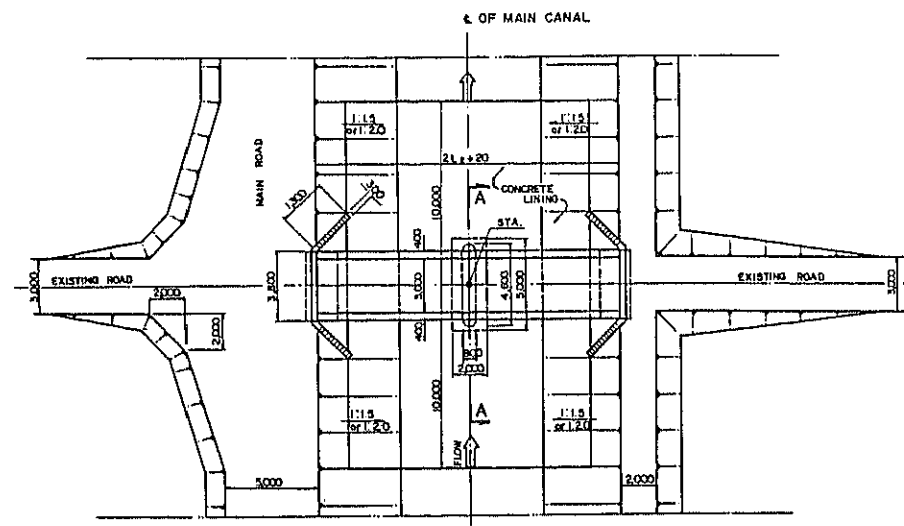 ℄ OF MAIN CANAL
MAIN ROAD
1:1.5
or 1:2.0
1:1.5
or 1:2.0
2Lz+20
1,300
10,000
A
CONCRETE
LINING
STA.
400
EXISTING ROAD
3,000
3,800
3,000
4,600
5,000
EXISTING ROAD
3,000
2,000
2,000
400
800
2,000
10,000
A
1:1.5
or 1:2.0
1:1.5
or 1:2.0
FLOW
5,000
2,000